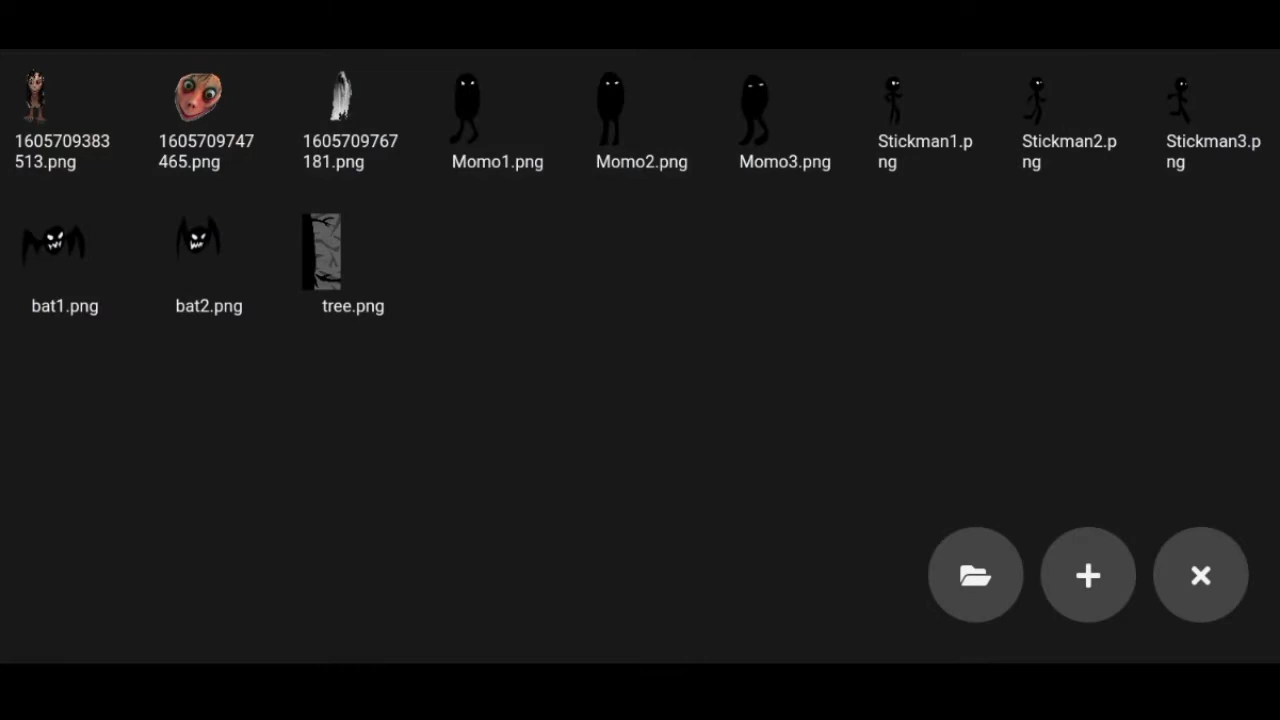 1605709383
513.png
1605709747
465.png
1605709767
181.png
Momo1.png
Momo2.png
Momo3.png
Stickman1.p
ng
Stickman2.p
ng
Stickman3.p
ng
bat1.png
bat2.png
tree.png